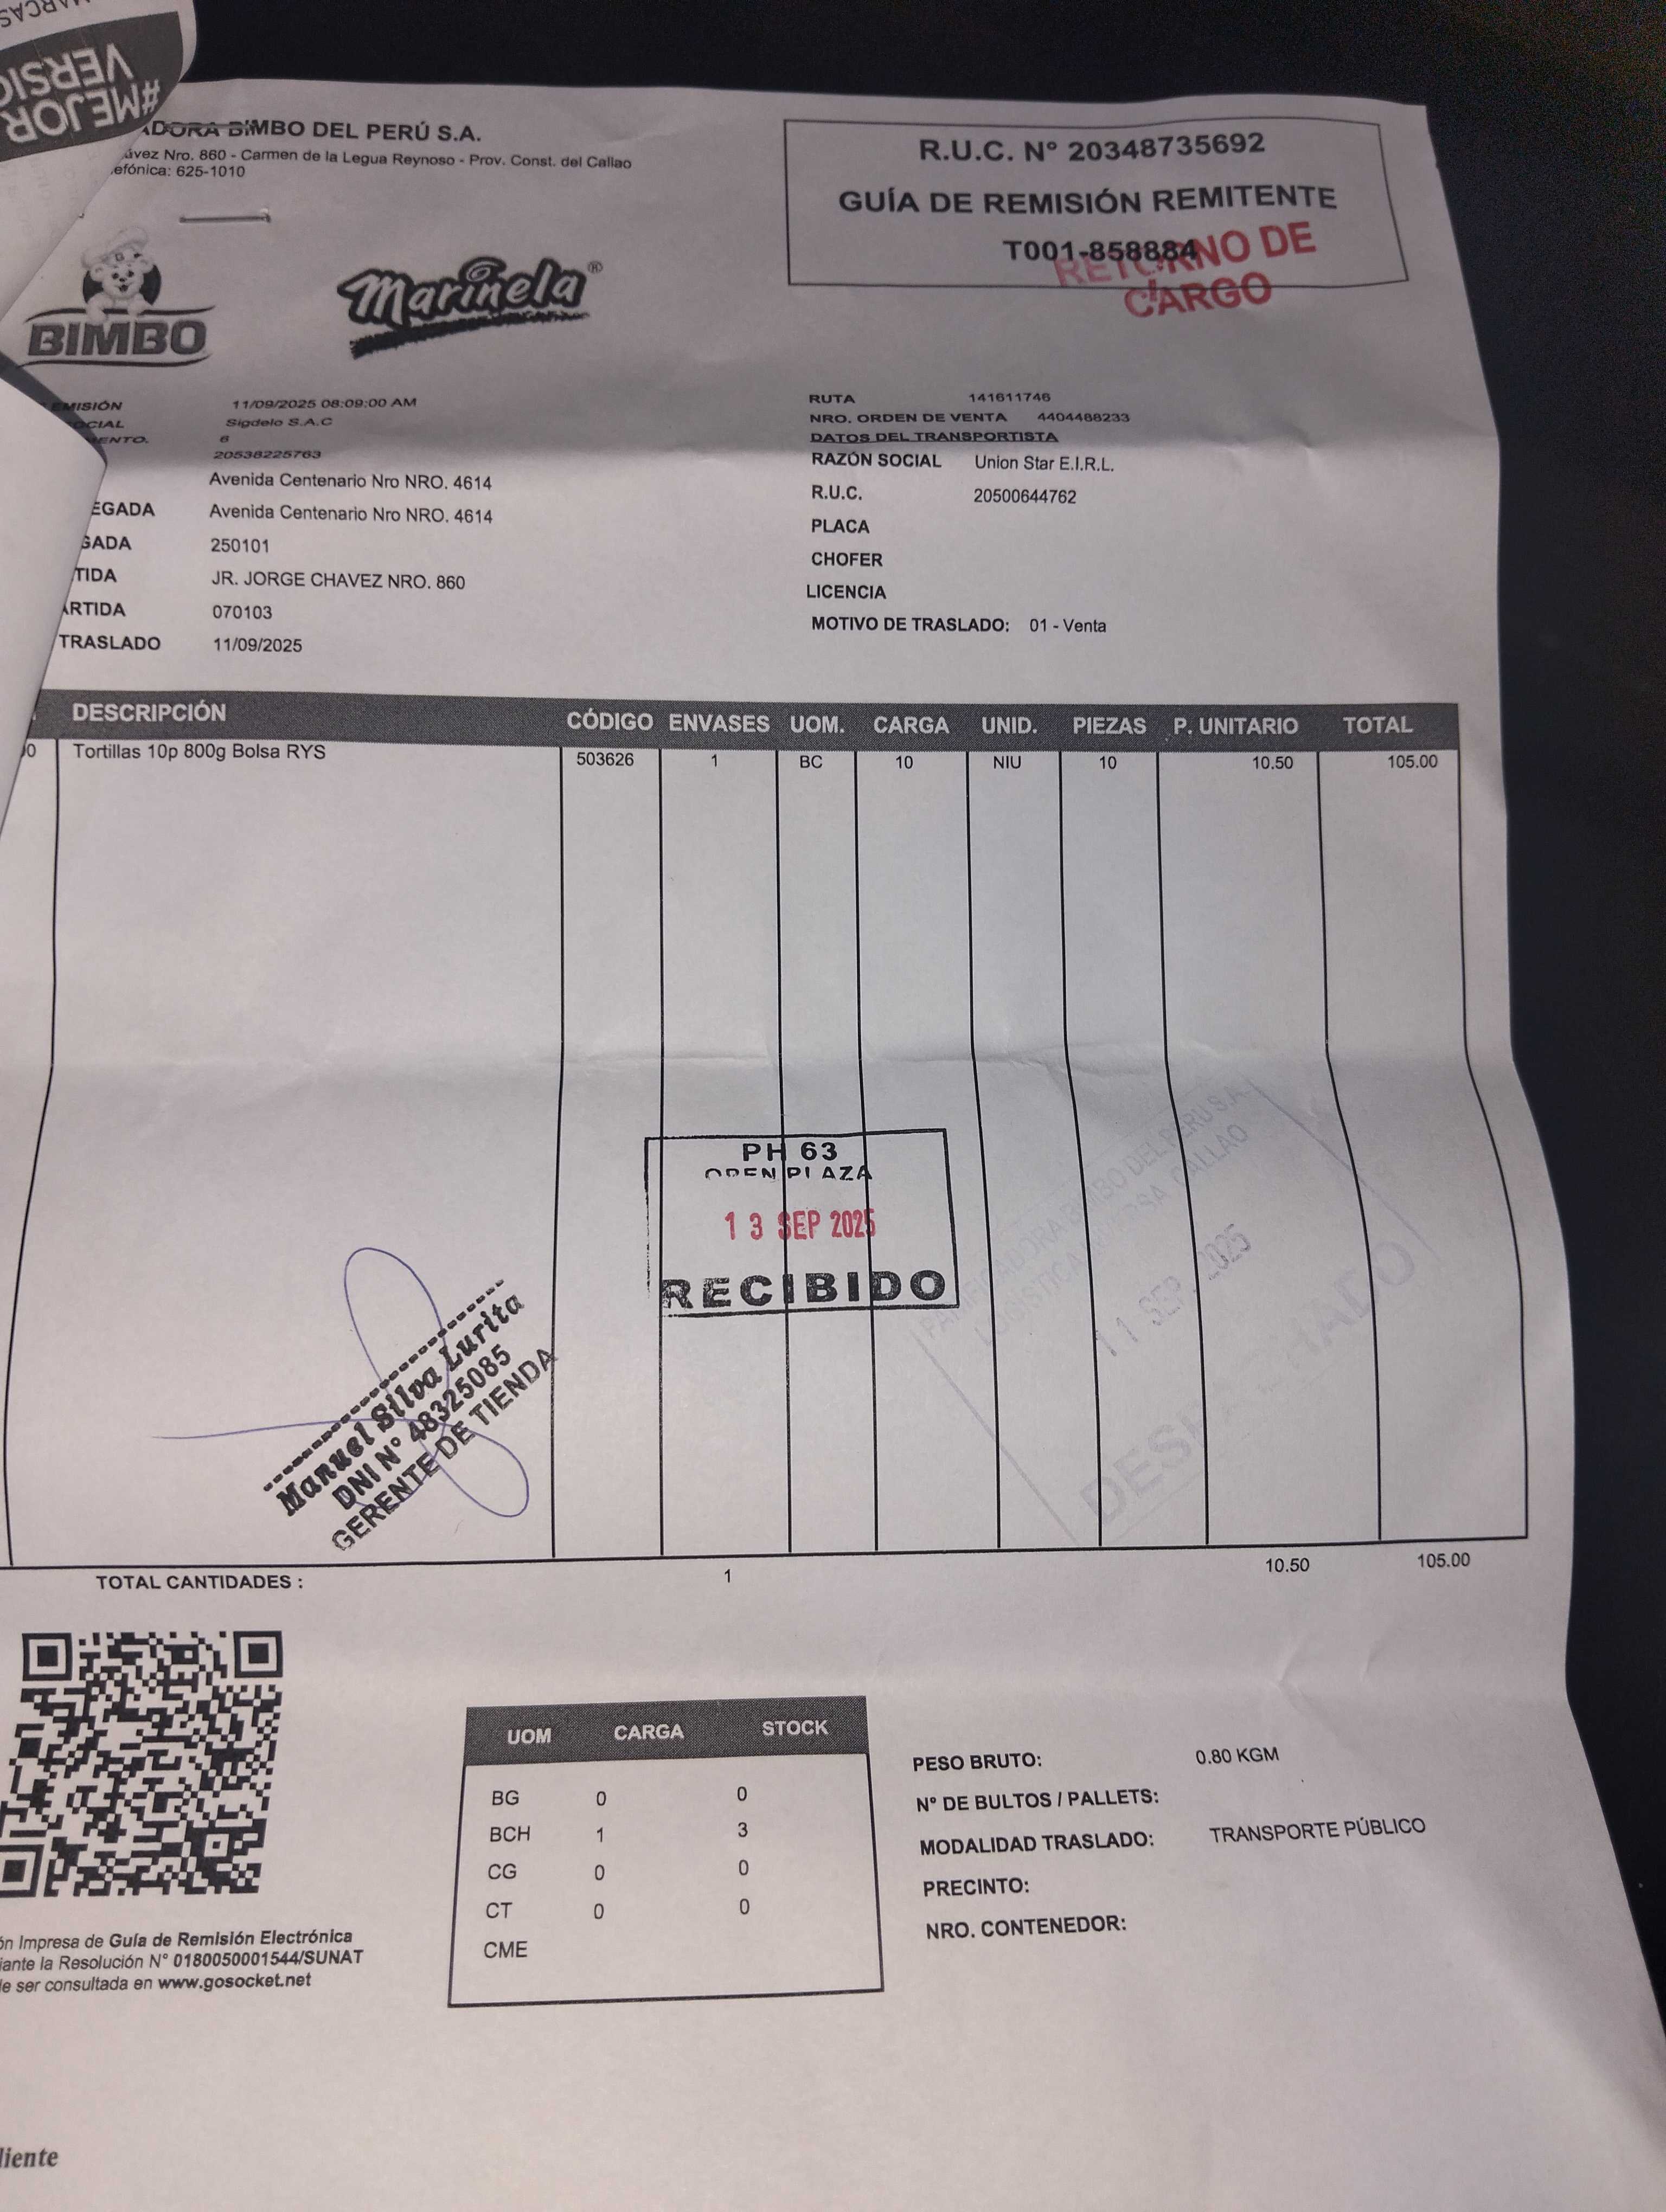 #MEJOR
BIMBO DEL PERÚ S.A.
Nro. 860 - Carmen de la Legua Reynoso - Prov. Const. del Callao
625-1010
R.U.C. N° 20348735692
GUÍA DE REMISIÓN REMITENTE
T001-858884
RETORNO DE
CARGO
BIMBO
Marinela®
EMISIÓN 11/09/2025 08:09:00 AM
Sigdelo S.A.C
6
20538225763
Avenida Centenario Nro NRO. 4614
EGADA Avenida Centenario Nro NRO. 4614
GADA 250101
TIDA JR. JORGE CHAVEZ NRO. 860
ARTIDA 070103
TRASLADO 11/09/2025
RUTA 141611746
NRO. ORDEN DE VENTA 4404488233
DATOS DEL TRANSPORTISTA
RAZÓN SOCIAL Union Star E.I.R.L.
R.U.C. 20500644762
PLACA
CHOFER
LICENCIA
MOTIVO DE TRASLADO: 01 - Venta
DESCRIPCIÓN CÓDIGO ENVASES UOM. CARGA UNID. PIEZAS P. UNITARIO TOTAL
Tortillas 10p 800g Bolsa RYS 503626 1 BC 10 NIU 10 10.50 105.00
PH 63
OPEN PLAZA
13 SEP 2025
RECIBIDO
BIMBO DEL PERU S.A.
CALLAO
11 SEP. 2025
Manuel Silva Lurita
DNI N° 48325085
GERENTE DE TIENDA
TOTAL CANTIDADES : 1 10.50 105.00
UOM CARGA STOCK
BG 0 0
BCH 1 3
CG 0 0
CT 0 0
CME
PESO BRUTO: 0.80 KGM
N° DE BULTOS / PALLETS:
MODALIDAD TRASLADO: TRANSPORTE PÚBLICO
PRECINTO:
NRO. CONTENEDOR:
ón Impresa de Guía de Remisión Electrónica
iante la Resolución N° 0180050001544/SUNAT
ser consultada en www.gosocket.net
liente